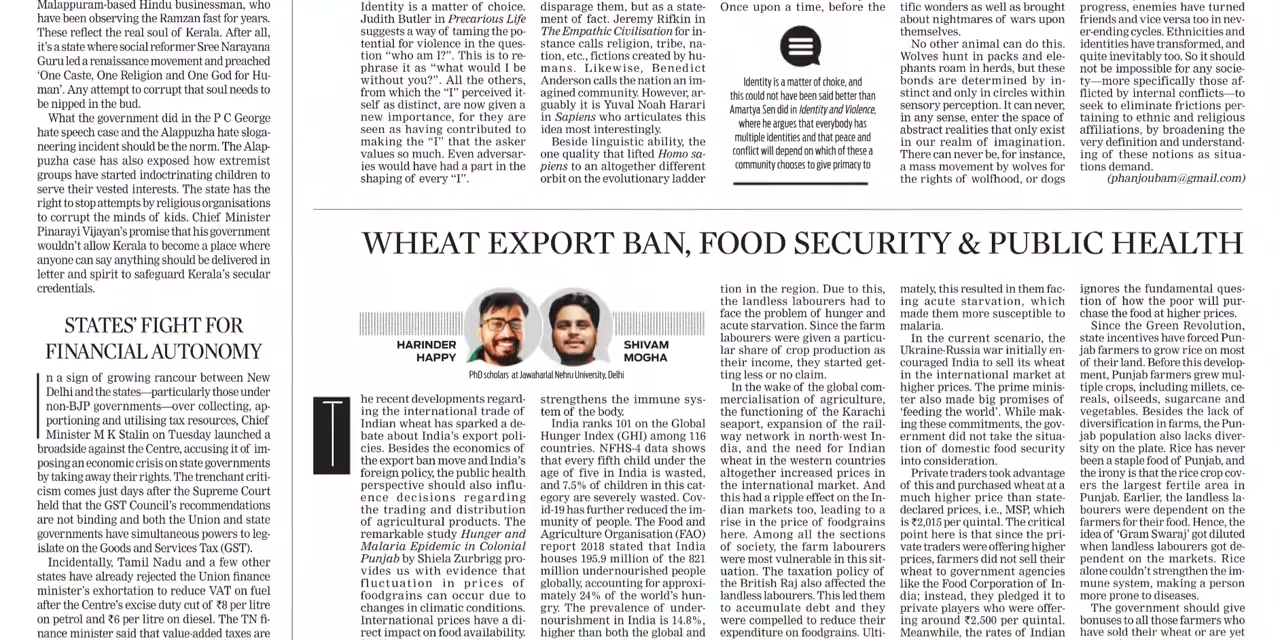 Malappuram-based Hindu businessman, who
have been observing the Ramzan fast for years.
These reflect the real soul of Kerala. After all,
it's a state where social reformer Sree Narayana
Guru led a renaissance movement and preached
'One Caste, One Religion and One God for Hu-
man'. Any attempt to corrupt that soul needs to
be nipped in the bud.
What the government did in the P C George
hate speech case and the Alappuzha hate sloga-
neering incident should be the norm. The Alap-
puzha case has also exposed how extremist
groups have started indoctrinating children to
serve their vested interests. The state has the
right to stop attempts by religious organisations
to corrupt the minds of kids. Chief Minister
Pinarayi Vijayan's promise that his government
wouldn't allow Kerala to become a place where
anyone can say anything should be delivered in
letter and spirit to safeguard Kerala's secular
credentials.
STATES' FIGHT FOR
FINANCIAL AUTONOMY
In a sign of growing rancour between New
Delhi and the states—particularly those under
non-BJP governments—over collecting, ap-
portioning and utilising tax resources, Chief
Minister M K Stalin on Tuesday launched a
broadside against the Centre, accusing it of im-
posing an economic crisis on state governments
by taking away their rights. The trenchant criti-
cism comes just days after the Supreme Court
held that the GST Council's recommendations
are not binding and both the Union and state
governments have simultaneous powers to leg-
islate on the Goods and Services Tax (GST).
Incidentally, Tamil Nadu and a few other
states have already rejected the Union finance
minister's exhortation to reduce VAT on fuel
after the Centre's excise duty cut of ₹8 per litre
on petrol and ₹6 per litre on diesel. The TN fi-
nance minister said that value-added taxes are
Identity is a matter of choice.
Judith Butler in Precarious Life
suggests a way of taming the po-
tential for violence in the ques-
tion "who am I?". This is to re-
phrase it as "what would I be
without you?". All the others,
from which the "I" perceived it-
self as distinct, are now given a
new importance, for they are
seen as having contributed to
making the "I" that the asker
values so much. Even adversar-
ies would have had a part in the
shaping of every "I".
disparage them, but as a state-
ment of fact. Jeremy Rifkin in
The Empathic Civilisation for in-
stance calls religion, tribe, na-
tion, etc., fictions created by hu-
mans. Likewise, Benedict
Anderson calls the nation an im-
agined community. However, ar-
guably it is Yuval Noah Harari
in Sapiens who articulates this
idea most interestingly.
Beside linguistic ability, the
one quality that lifted Homo sa-
piens to an altogether different
orbit on the evolutionary ladder
Once upon a time, before the
Identity is a matter of choice, and
this could not have been said better than
Amartya Sen did in Identity and Violence,
where he argues that everybody has
multiple identities and that peace and
conflict will depend on which of these a
community chooses to give primacy to
tific wonders as well as brought
about nightmares of wars upon
themselves.
No other animal can do this.
Wolves hunt in packs and ele-
phants roam in herds, but these
bonds are determined by in-
stinct and only in circles within
sensory perception. It can never,
in any sense, enter the space of
abstract realities that only exist
in our realm of imagination.
There can never be, for instance,
a mass movement by wolves for
the rights of wolfhood, or dogs
progress, enemies have turned
friends and vice versa too in nev-
er-ending cycles. Ethnicities and
identities have transformed, and
quite inevitably too. So it should
not be impossible for any socie-
ty—more specifically those af-
flicted by internal conflicts—to
seek to eliminate frictions per-
taining to ethnic and religious
affiliations, by broadening the
very definition and understand-
ing of these notions as situa-
tions demand.
(phanjoubam@gmail.com)
WHEAT EXPORT BAN, FOOD SECURITY & PUBLIC HEALTH
HARINDER
HAPPY
SHIVAM
MOGHA
PhD scholars at Jawaharlal Nehru University, Delhi
The recent developments regard-
ing the international trade of
Indian wheat has sparked a de-
bate about India's export poli-
cies. Besides the economics of
the export ban move and India's
foreign policy, the public health
perspective should also influ-
ence decisions regarding
the trading and distribution
of agricultural products. The
remarkable study Hunger and
Malaria Epidemic in Colonial
Punjab by Shiela Zurbrigg pro-
vides us with evidence that
fluctuation in prices of
foodgrains can occur due to
changes in climatic conditions.
International prices have a di-
rect impact on food availability.
strengthens the immune sys-
tem of the body.
India ranks 101 on the Global
Hunger Index (GHI) among 116
countries. NFHS-4 data shows
that every fifth child under the
age of five in India is wasted,
and 7.5% of children in this cat-
egory are severely wasted. Cov-
id-19 has further reduced the im-
munity of people. The Food and
Agriculture Organisation (FAO)
report 2018 stated that India
houses 195.9 million of the 821
million undernourished people
globally, accounting for approxi-
mately 24% of the world's hun-
gry. The prevalence of under-
nourishment in India is 14.8%,
higher than both the global and
tion in the region. Due to this,
the landless labourers had to
face the problem of hunger and
acute starvation. Since the farm
labourers were given a particu-
lar share of crop production as
their income, they started get-
ting less or no claim.
In the wake of the global com-
mercialisation of agriculture,
the functioning of the Karachi
seaport, expansion of the rail-
way network in north-west In-
dia, and the need for Indian
wheat in the western countries
altogether increased prices in
the international market. And
this had a ripple effect on the In-
dian markets too, leading to a
rise in the price of foodgrains
here. Among all the sections
of society, the farm labourers
were most vulnerable in this sit-
uation. The taxation policy of
the British Raj also affected the
landless labourers. This led them
to accumulate debt and they
were compelled to reduce their
expenditure on foodgrains. Ulti-
mately, this resulted in them fac-
ing acute starvation, which
made them more susceptible to
malaria.
In the current scenario, the
Ukraine-Russia war initially en-
couraged India to sell its wheat
in the international market at
higher prices. The prime minis-
ter also made big promises of
'feeding the world'. While mak-
ing these commitments, the gov-
ernment did not take the situa-
tion of domestic food security
into consideration.
Private traders took advantage
of this and purchased wheat at a
much higher price than state-
declared prices, i.e., MSP, which
is ₹2,015 per quintal. The critical
point here is that since the pri-
vate traders were offering higher
prices, farmers did not sell their
wheat to government agencies
like the Food Corporation of In-
dia; instead, they pledged it to
private players who were offer-
ing around ₹2,500 per quintal.
Meanwhile, the rates of Indian
ignores the fundamental ques-
tion of how the poor will pur-
chase the food at higher prices.
Since the Green Revolution,
state incentives have forced Pun-
jab farmers to grow rice on most
of their land. Before this develop-
ment, Punjab farmers grew mul-
tiple crops, including millets, ce-
reals, oilseeds, sugarcane and
vegetables. Besides the lack of
diversification in farms, the Pun-
jab population also lacks diver-
sity on the plate. Rice has never
been a staple food of Punjab, and
the irony is that the rice crop cov-
ers the largest fertile area in
Punjab. Earlier, the landless la-
bourers were dependent on the
farmers for their food. Hence, the
idea of 'Gram Swaraj' got diluted
when landless labourers got de-
pendent on the markets. Rice
alone couldn't strengthen the im-
mune system, making a person
more prone to diseases.
The government should give
bonuses to all those farmers who
have sold their wheat or are yet